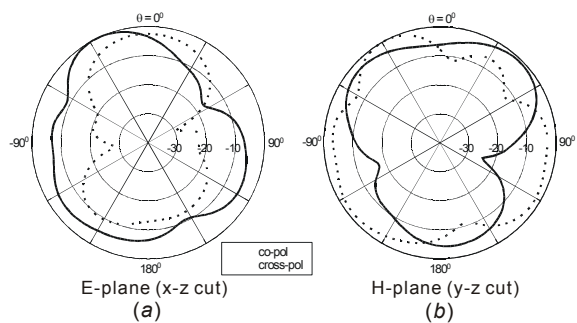 θ = 0⁰
θ = 0⁰
-90⁰
-30
-20
-10
90⁰
-90⁰
-30
-20
-10
90⁰
180⁰
180⁰
co-pol
cross-pol
E-plane (x-z cut)
H-plane (y-z cut)
(a)
(b)